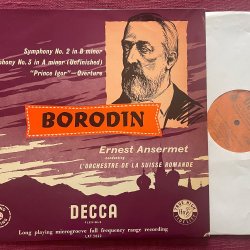 Symphony No. 2 in B minor
phony No. 3 in A minor (Unfinished)
"Prince Igor"—Overture
BORODIN
Ernest Ansermet
conducting
L'ORCHESTRE DE LA SUISSE ROMANDE
DECCA
Long playing microgroove full frequency range recording